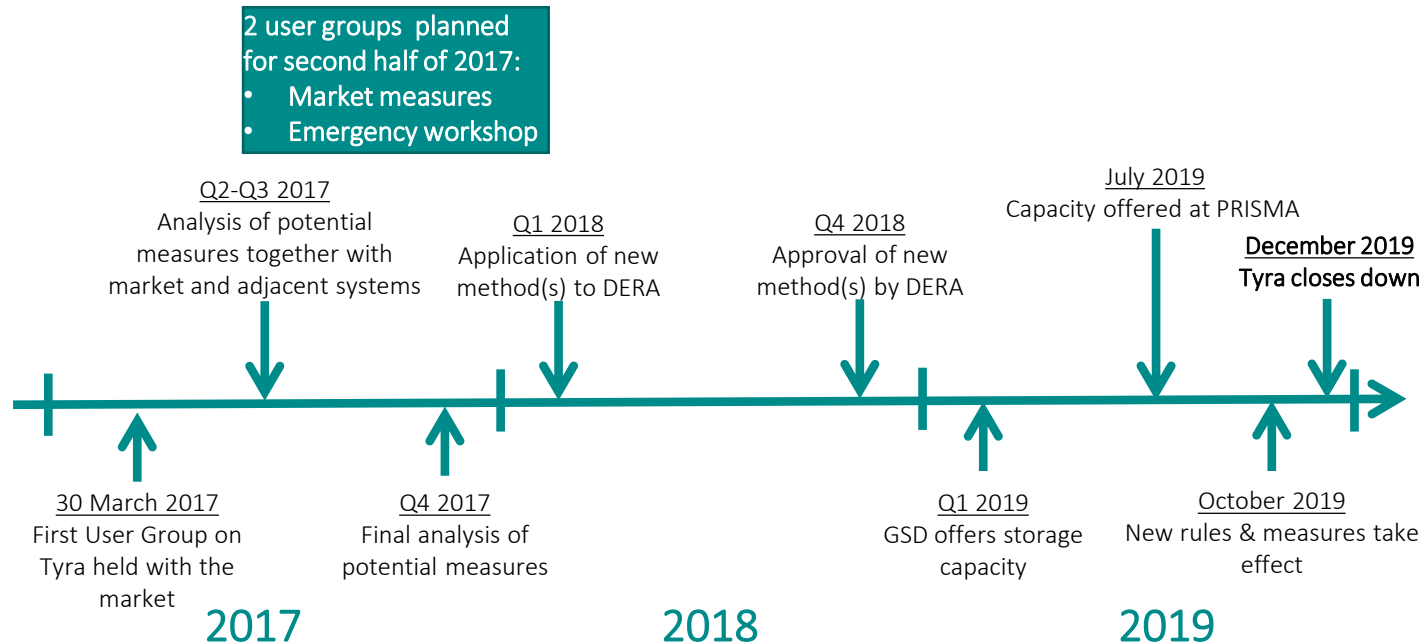 2 user groups planned
for second half of 2017:
• Market measures
• Emergency workshop
Q2-Q3 2017
Analysis of potential
measures together with
market and adjacent systems
Q1 2018
Application of new
method(s) to DERA
Q4 2018
Approval of new
method(s) by DERA
July 2019
Capacity offered at PRISMA
December 2019
Tyra closes down
30 March 2017
First User Group on
Tyra held with the
market
Q4 2017
Final analysis of
potential measures
Q1 2019
GSD offers storage
capacity
October 2019
New rules & measures take
effect
2017
2018
2019